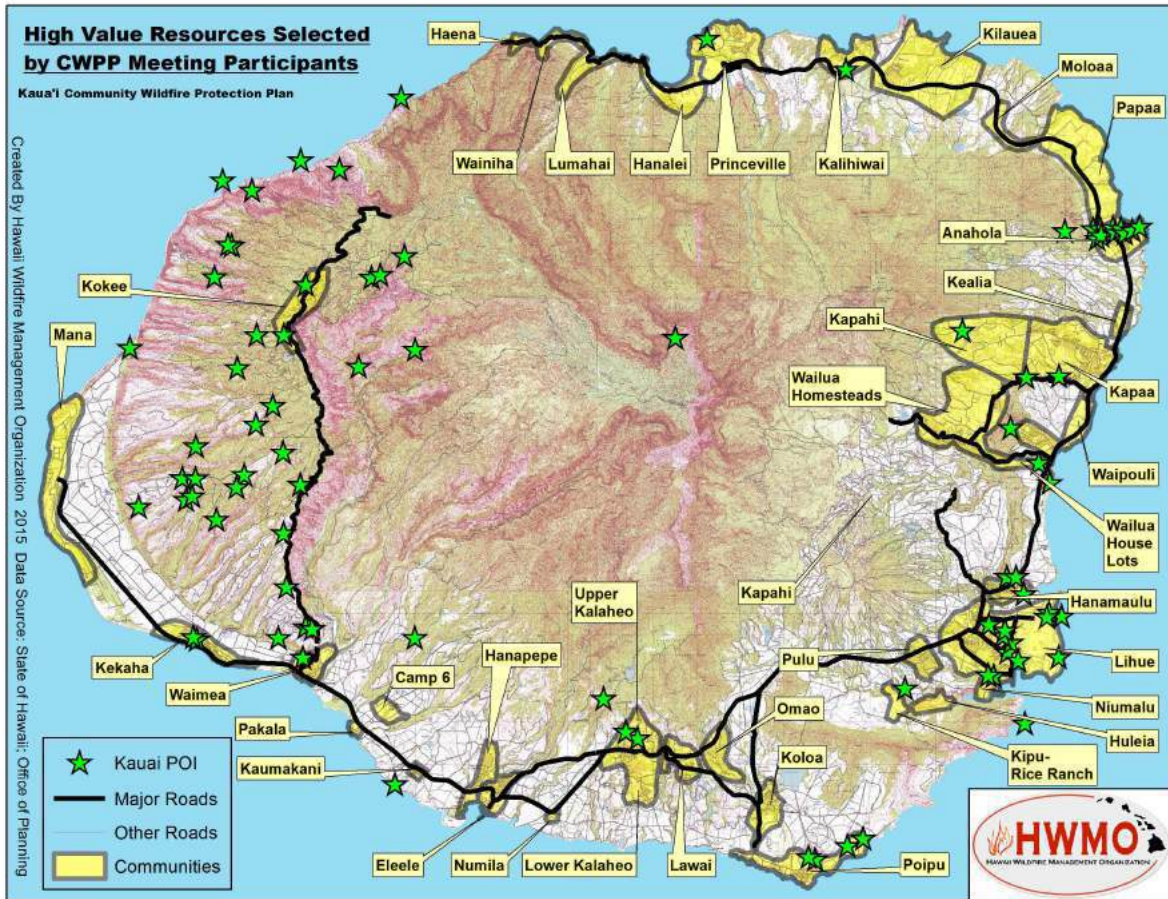 High Value Resources Selected
by CWPP Meeting Participants
Kaua'i Community Wildfire Protection Plan
Created By Hawaii Wildfire Management Organization 2015 Data Source: State of Hawaii; Office of Planning
Haena
Kilauea
Moloaa
Papaa
Wainiha
Lumahai
Hanalei
Princeville
Kalihiwai
Anahola
Kokee
Kealia
Mana
Kapahi
Wailua
Homesteads
Kapaa
Waipouli
Wailua
House
Lots
Kapahi
Upper
Kalaheo
Hanamaulu
Kekaha
Hanapepe
Pulu
Lihue
Waimea
Camp 6
Omao
Niumalu
Pakala
Huleia
Kaumakani
Koloa
Kipu-
Rice Ranch
Eleele
Numila
Lower Kalaheo
Lawai
Poipu
Kauai POI
Major Roads
Other Roads
Communities
HWMO
HAWAII WILDFIRE MANAGEMENT ORGANIZATION